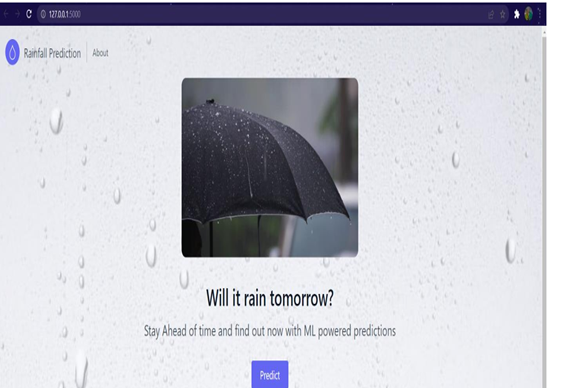 127.0.0.1:5000
Rainfall Prediction About
Will it rain tomorrow?
Stay Ahead of time and find out now with ML powered predictions
Predict